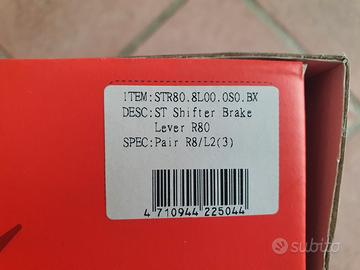 ITEM:STR80.8L00.0S0.BX
DESC:ST Shifter Brake
Lever R80
SPEC:Pair R8/L2(3)
4 710944 225044
subito